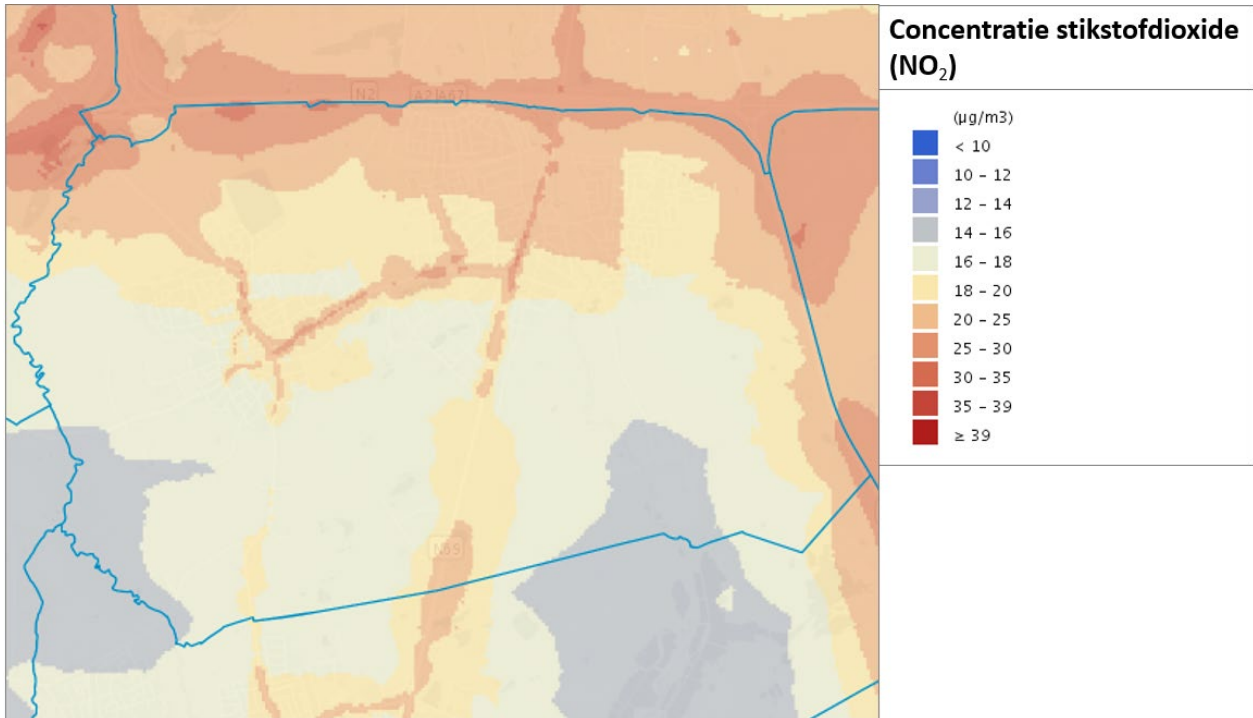 Concentratie stikstofdioxide
(NO₂)
(µg/m3)
< 10
10 – 12
12 – 14
14 – 16
16 – 18
18 – 20
20 – 25
25 – 30
30 – 35
35 – 39
≥ 39
N2
A2|A67
N69